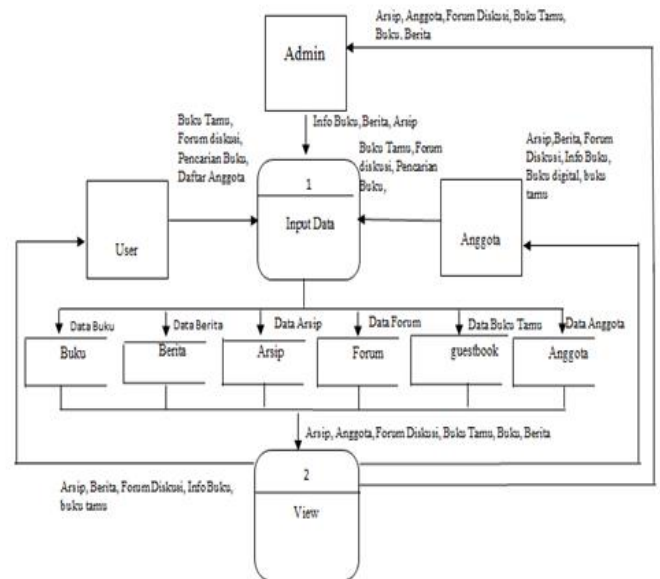 Arsip, Anggota, Forum Diskusi, Buku Tamu,
Buku, Berita
Admin
Info Buku, Berita, Arsip
Buku Tamu,
Forum diskusi,
Pencarian Buku,
Daftar Anggota
Buku Tamu, Forum
diskusi, Pencarian
Buku,
Arsip,Berita, Forum
Diskusi, Info Buku,
Buku digital, buku
tamu
1
Input Data
User
Anggota
Data Buku
Data Berita
Data Arsip
Data Forum
Data Buku Tamu
Data Anggota
Buku
Berita
Arsip
Forum
guestbook
Anggota
Arsip, Anggota, Forum Diskusi, Buku Tamu, Buku, Berita
Arsip, Berita, Forum Diskusi, Info Buku,
buku tamu
2
View